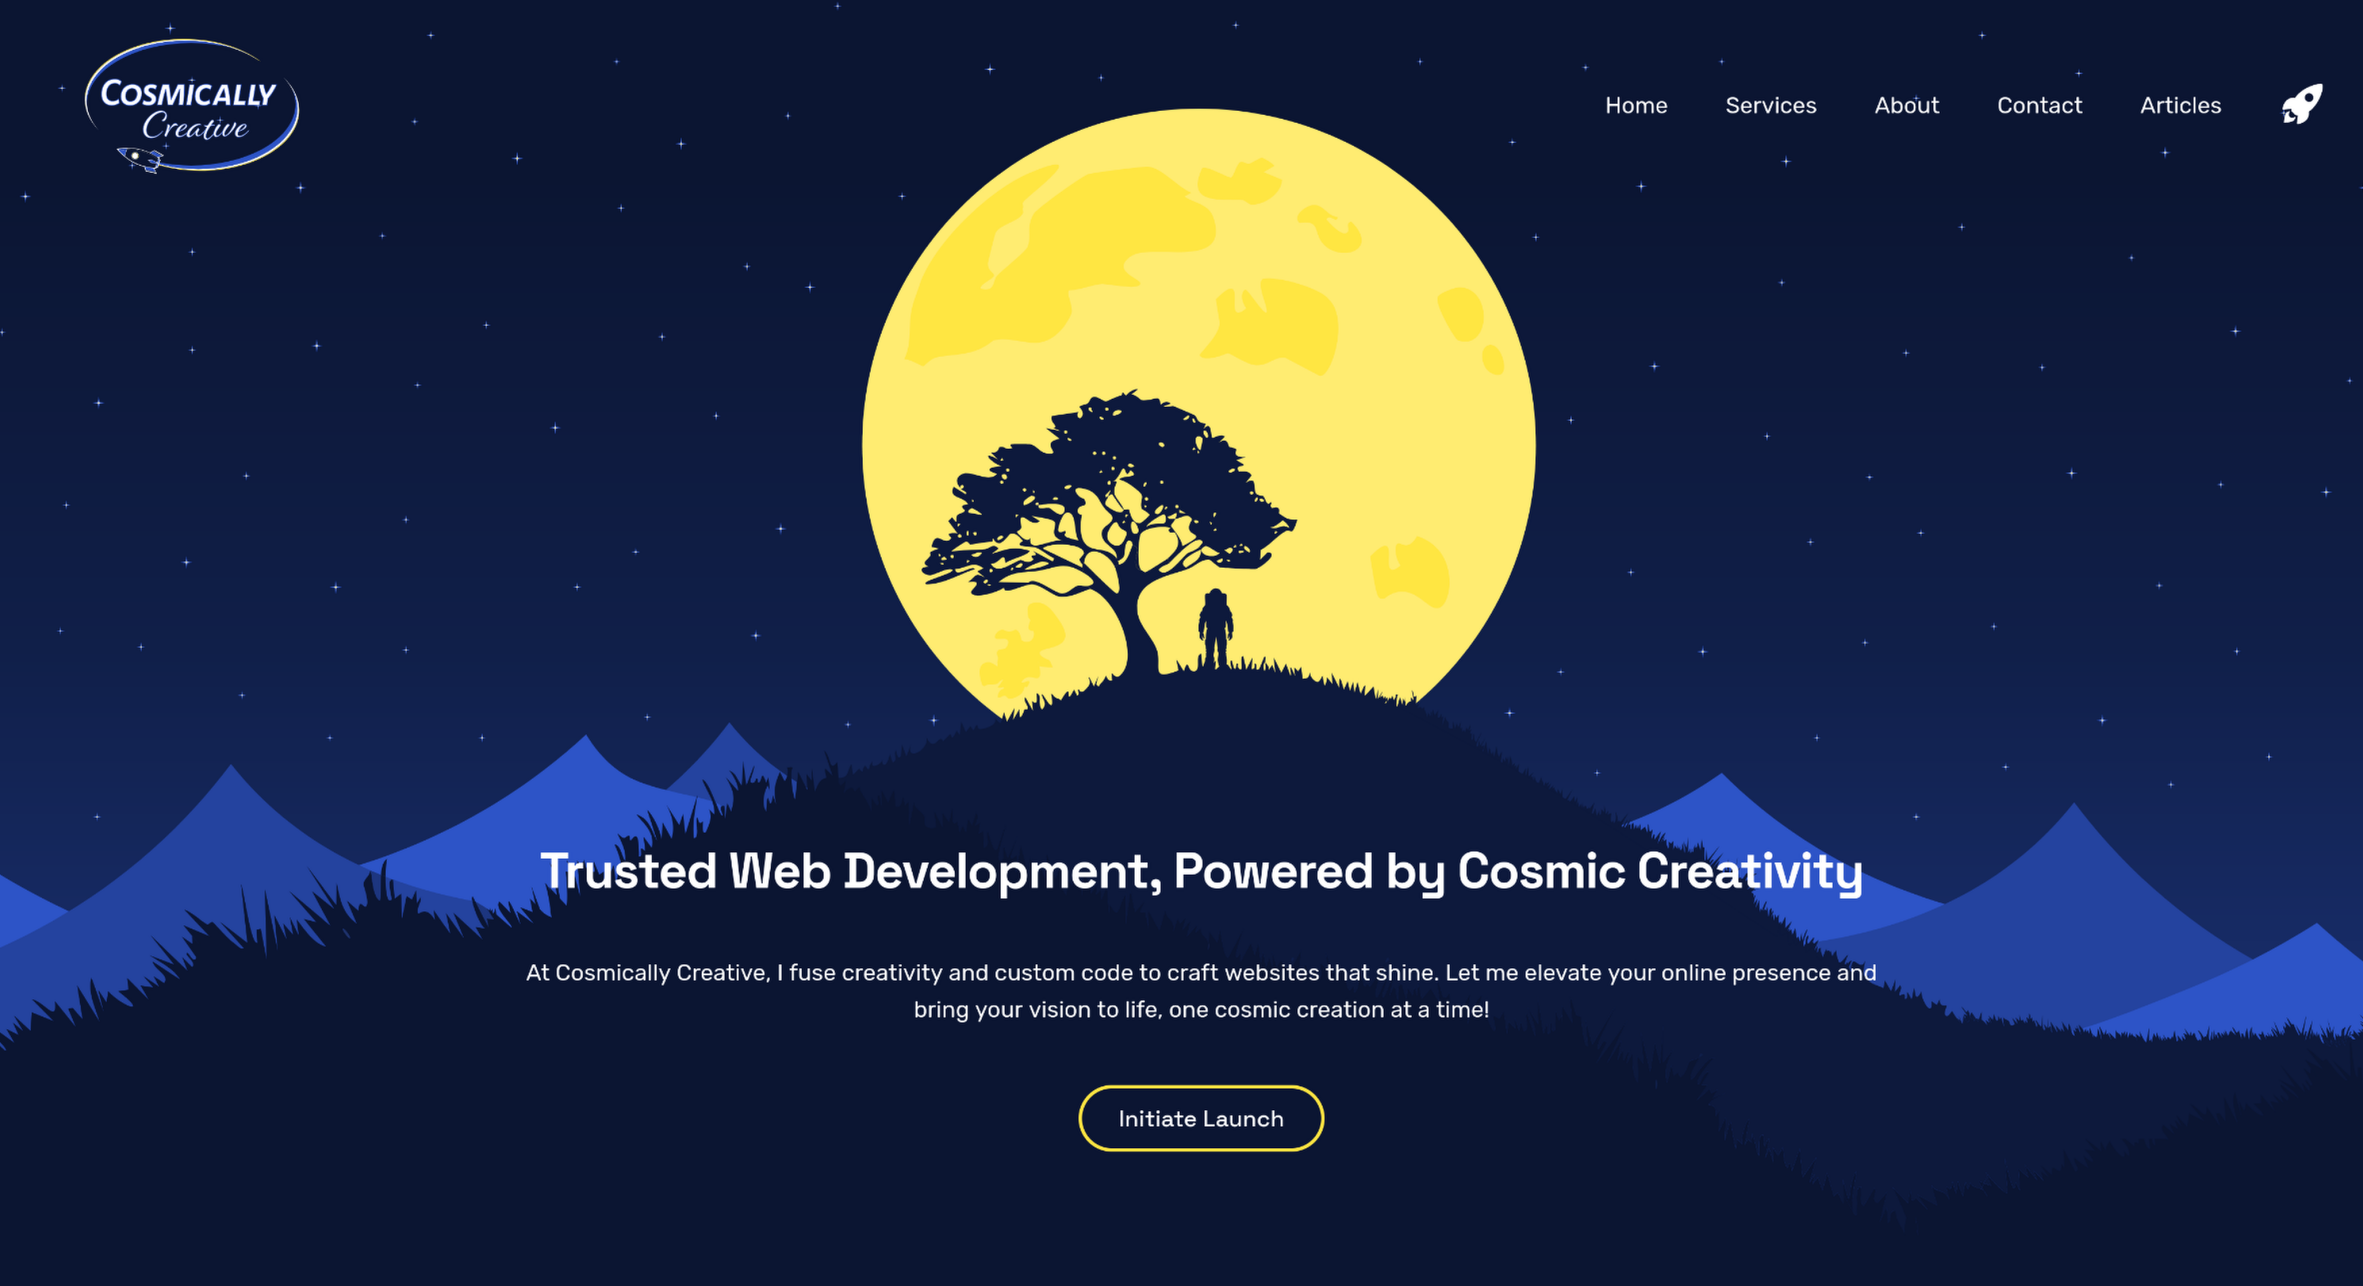 COSMICALLY
Creative
Home Services About Contact Articles
Trusted Web Development, Powered by Cosmic Creativity
At Cosmically Creative, I fuse creativity and custom code to craft websites that shine. Let me elevate your online presence and
bring your vision to life, one cosmic creation at a time!
Initiate Launch